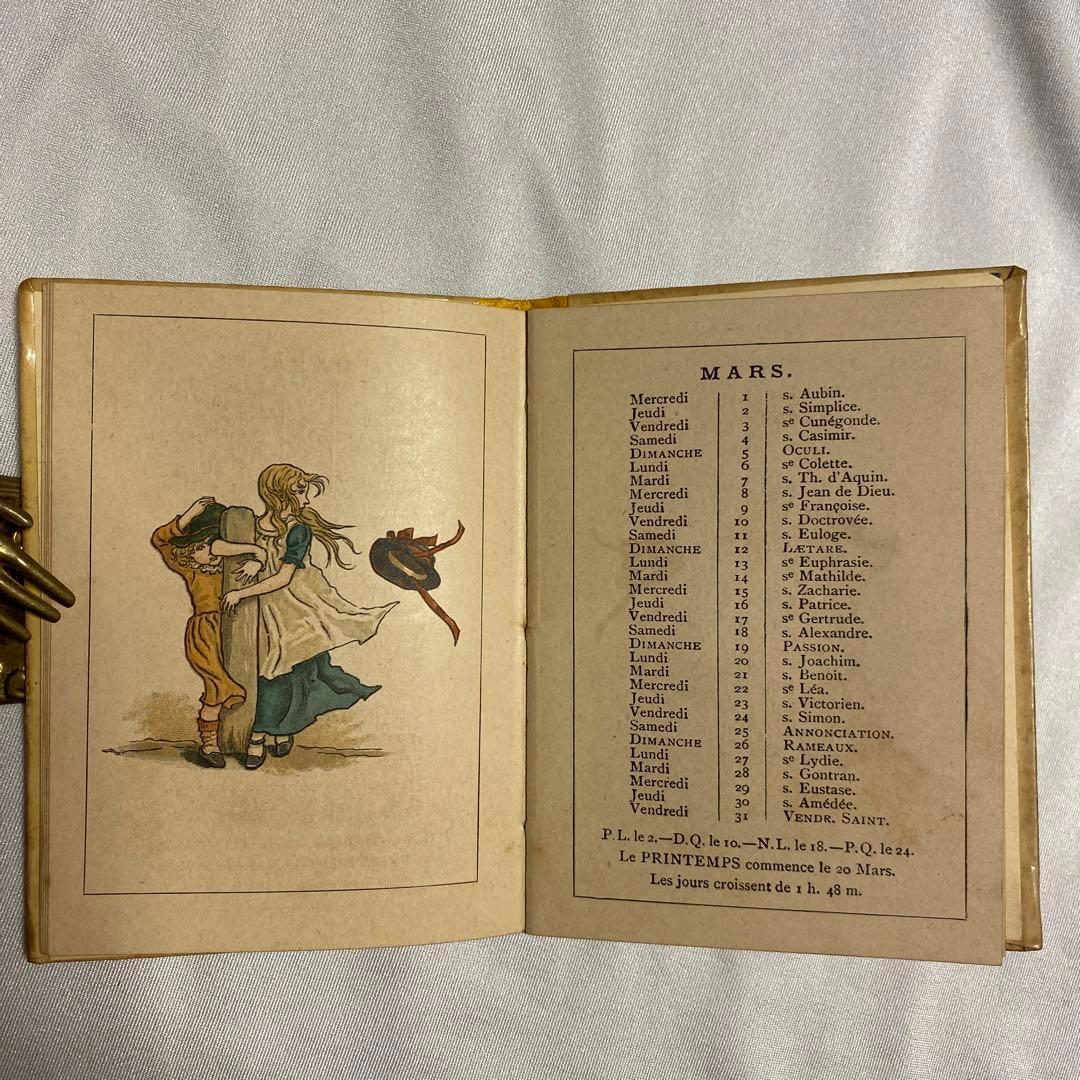 MARS.
Mercredi 1 s. Aubin.
Jeudi 2 s. Simplice.
Vendredi 3 sᵉ Cunégonde.
Samedi 4 s. Casimir.
DIMANCHE 5 OCULI.
Lundi 6 sᵉ Colette.
Mardi 7 s. Th. d'Aquin.
Mercredi 8 s. Jean de Dieu.
Jeudi 9 sᵉ Françoise.
Vendredi 10 s. Doctrovée.
Samedi 11 s. Euloge.
DIMANCHE 12 LÆTARE.
Lundi 13 sᵉ Euphrasie.
Mardi 14 sᵉ Mathilde.
Mercredi 15 s. Zacharie.
Jeudi 16 s. Patrice.
Vendredi 17 sᵉ Gertrude.
Samedi 18 s. Alexandre.
DIMANCHE 19 PASSION.
Lundi 20 s. Joachim.
Mardi 21 s. Benoit.
Mercredi 22 sᵉ Léa.
Jeudi 23 s. Victorien.
Vendredi 24 s. Simon.
Samedi 25 ANNONCIATION.
DIMANCHE 26 RAMEAUX.
Lundi 27 sᵉ Lydie.
Mardi 28 s. Gontran.
Mercredi 29 s. Eustase.
Jeudi 30 s. Amédée.
Vendredi 31 VENDR. SAINT.
P.L. le 2.—D.Q. le 10.—N.L. le 18.—P.Q. le 24.
Le PRINTEMPS commence le 20 Mars.
Les jours croissent de 1 h. 48 m.